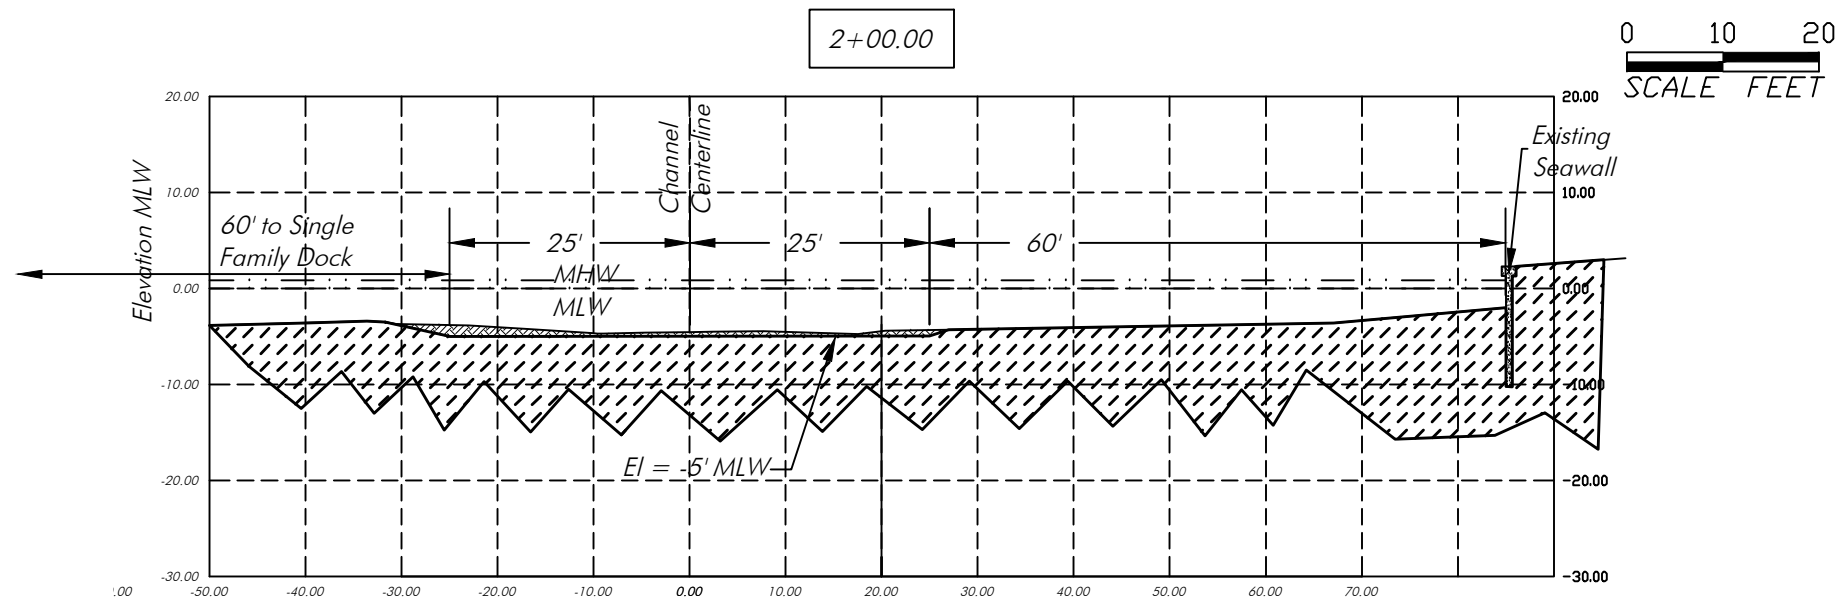 2+00.00
0 10 20
SCALE FEET
20.00
10.00
0.00
-10.00
-20.00
-30.00
Elevation MLW
60' to Single
Family Dock
25'
Channel
Centerline
25'
60'
MHW
MLW
El = -5' MLW
Existing
Seawall
20.00
10.00
0.00
-10.00
-20.00
-30.00
.00 -50.00 -40.00 -30.00 -20.00 -10.00 0.00 10.00 20.00 30.00 40.00 50.00 60.00 70.00